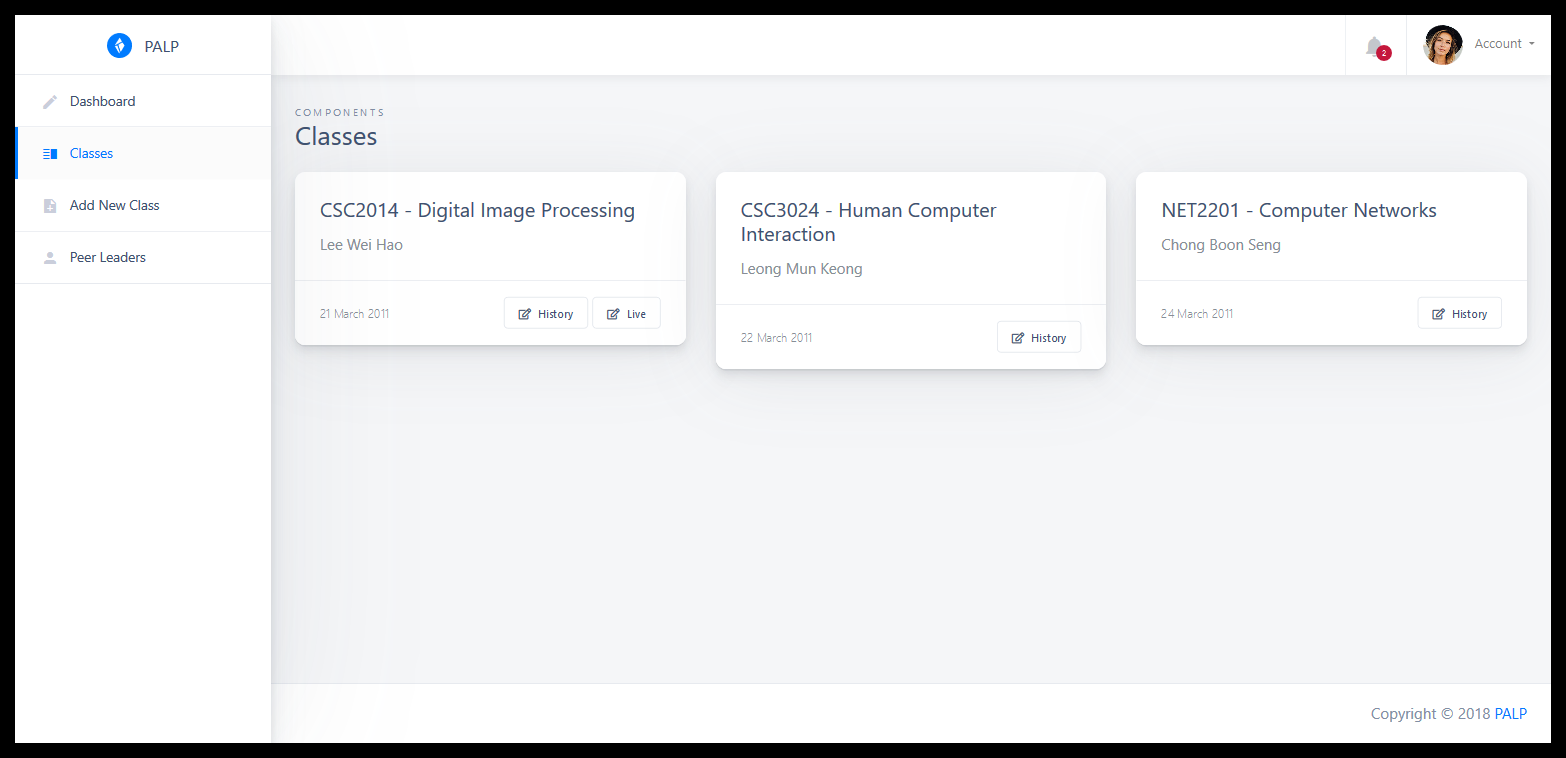 PALP
2
Account
Dashboard
Classes
Add New Class
Peer Leaders
COMPONENTS
Classes
CSC2014 - Digital Image Processing
Lee Wei Hao
21 March 2011
History
Live
CSC3024 - Human Computer
Interaction
Leong Mun Keong
22 March 2011
History
NET2201 - Computer Networks
Chong Boon Seng
24 March 2011
History
Copyright © 2018 PALP